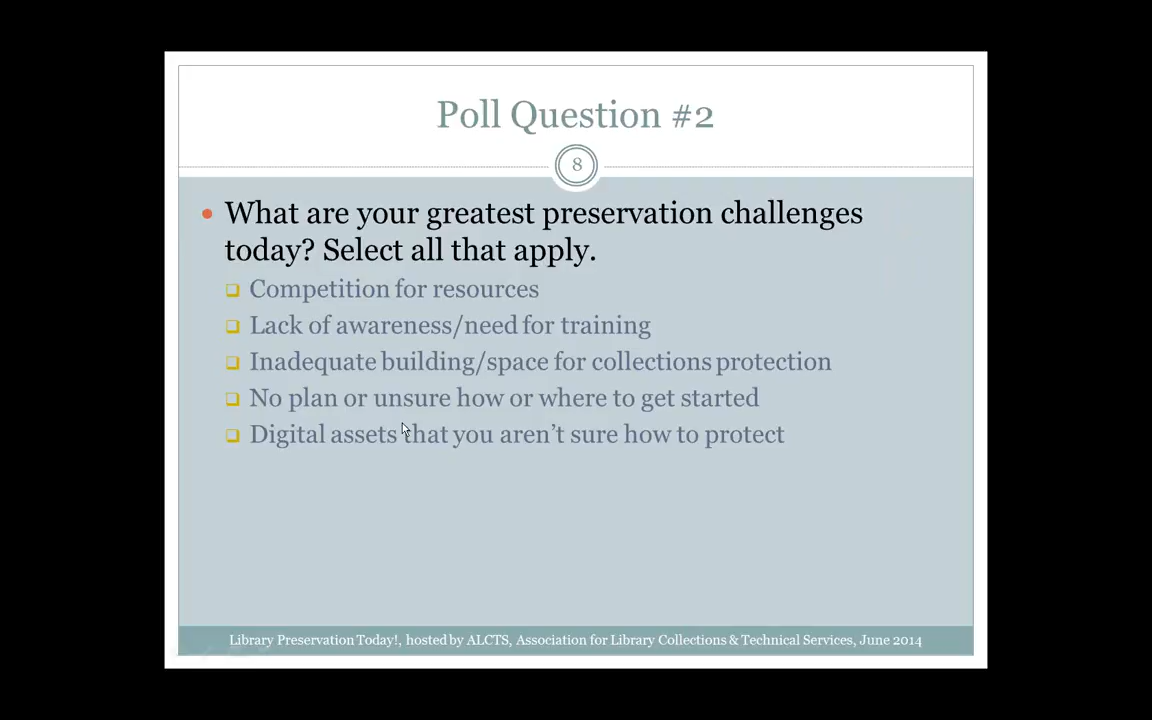 Poll Question #2
8
What are your greatest preservation challenges
today? Select all that apply.
Competition for resources
Lack of awareness/need for training
Inadequate building/space for collections protection
No plan or unsure how or where to get started
Digital assets that you aren’t sure how to protect
Library Preservation Today!, hosted by ALCTS, Association for Library Collections & Technical Services, June 2014